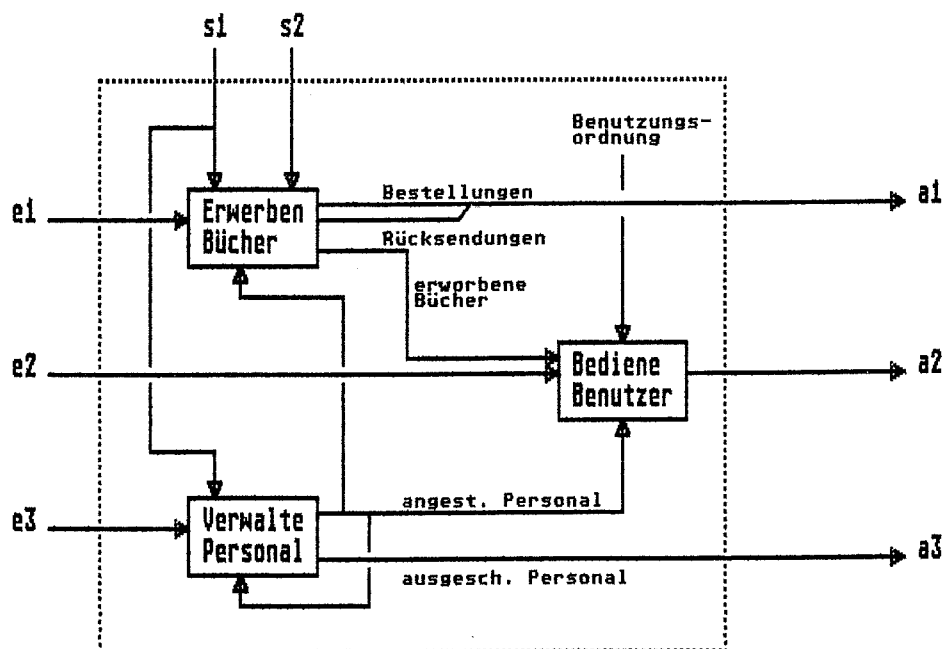 s1
s2
Benutzungs-
ordnung
e1
Erwerben
Bücher
Bestellungen
a1
Rücksendungen
erworbene
Bücher
e2
Bediene
Benutzer
a2
e3
Verwalte
Personal
angest. Personal
a3
ausgesch. Personal